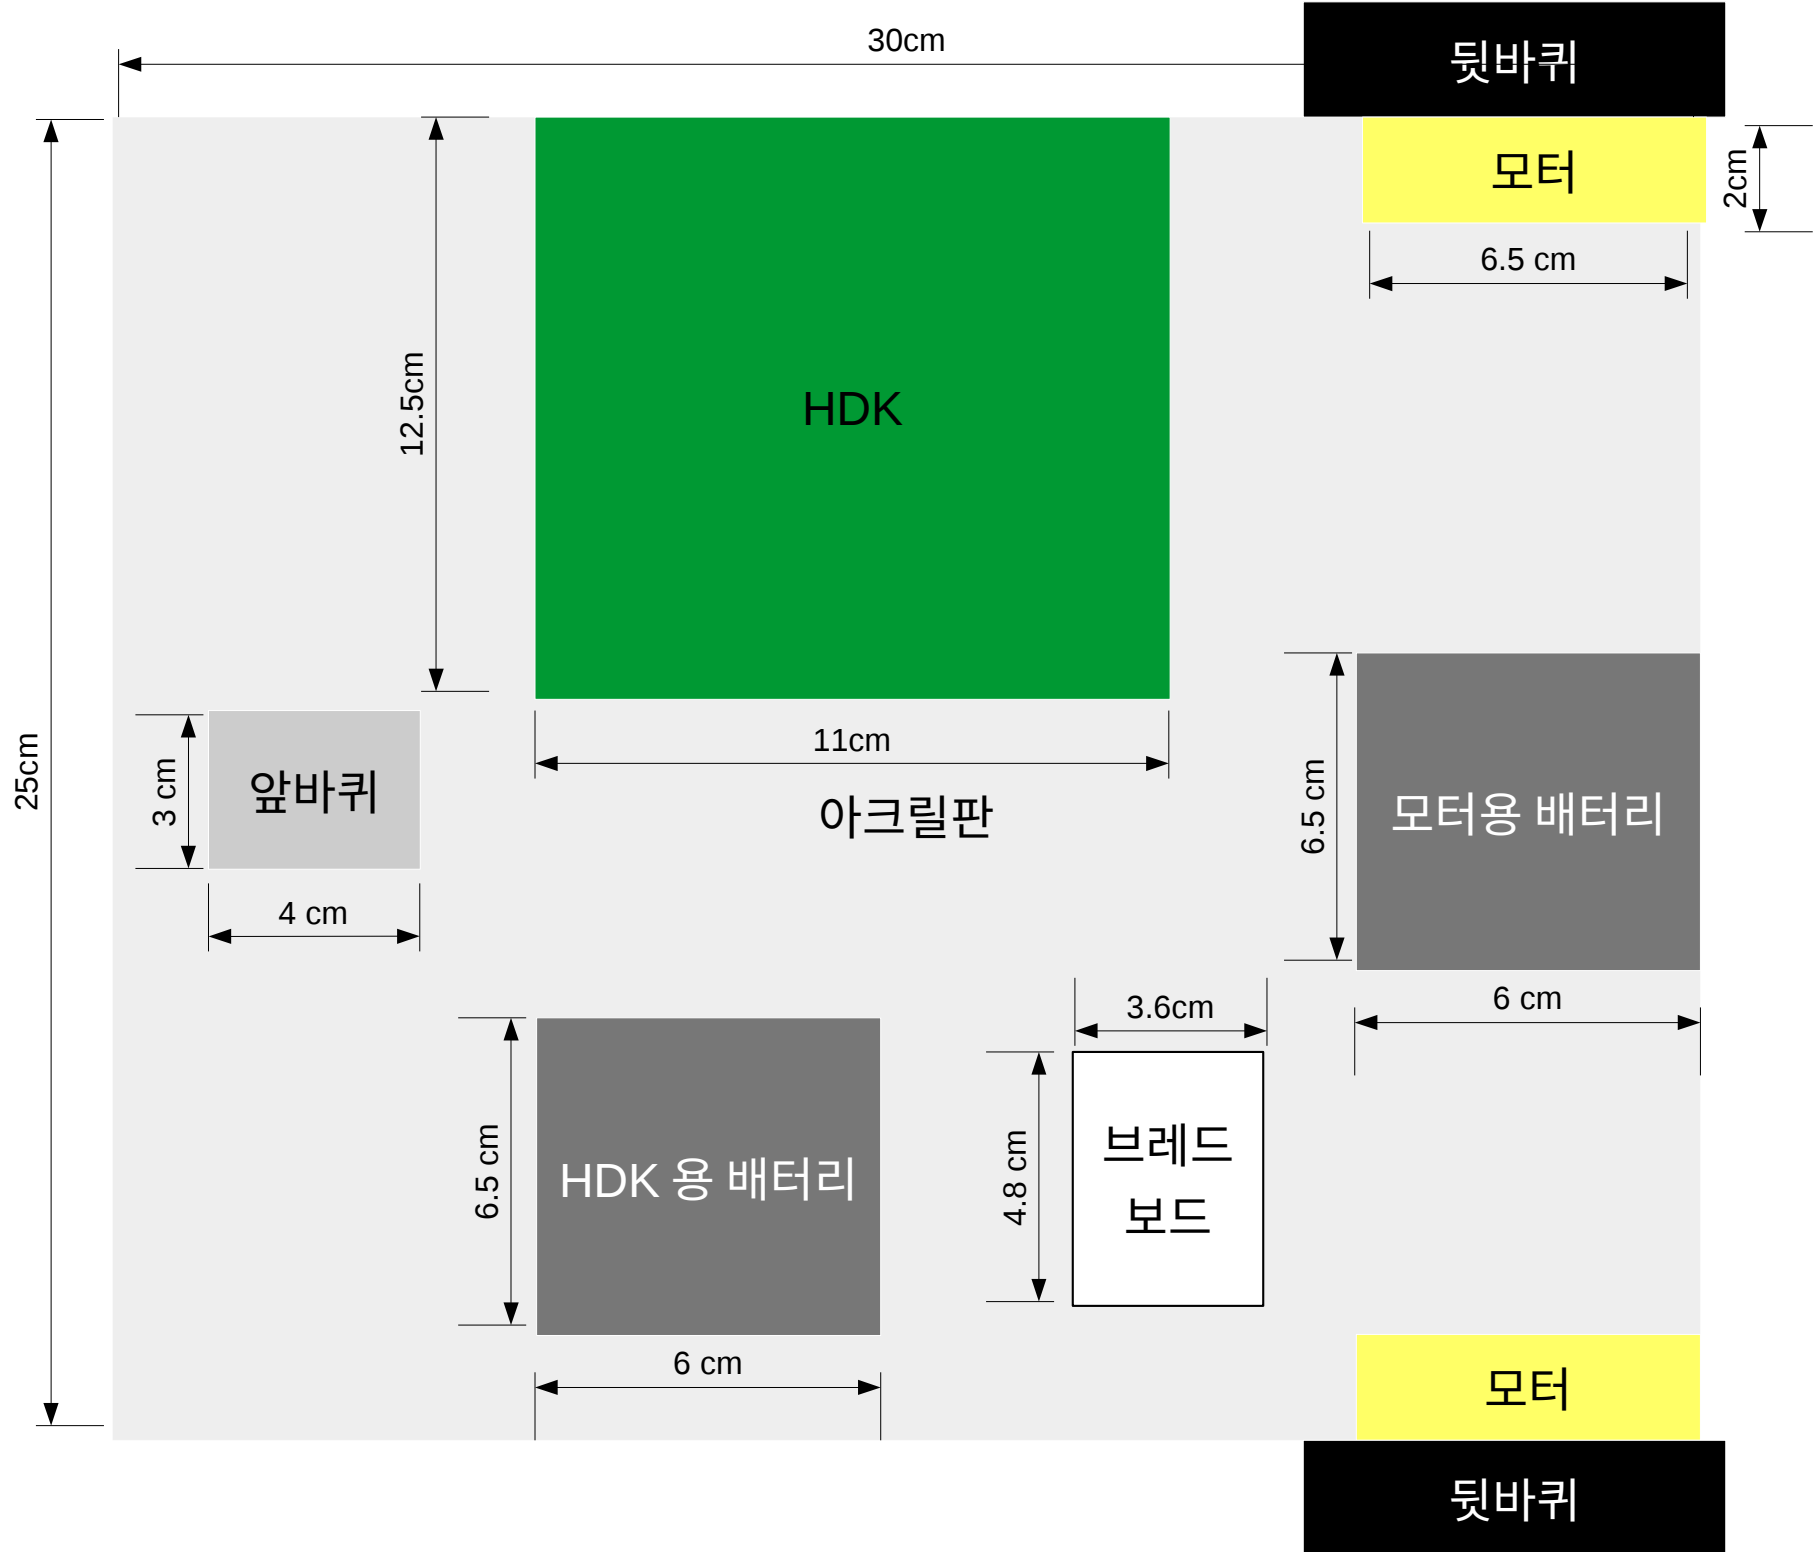 30cm
뒷바퀴
모터
2cm
6.5 cm
12.5cm
HDK
25cm
11cm
3 cm
앞바퀴
아크릴판
6.5 cm
모터용 배터리
4 cm
6 cm
3.6cm
6.5 cm
HDK 용 배터리
4.8 cm
브레드
보드
6 cm
모터
뒷바퀴